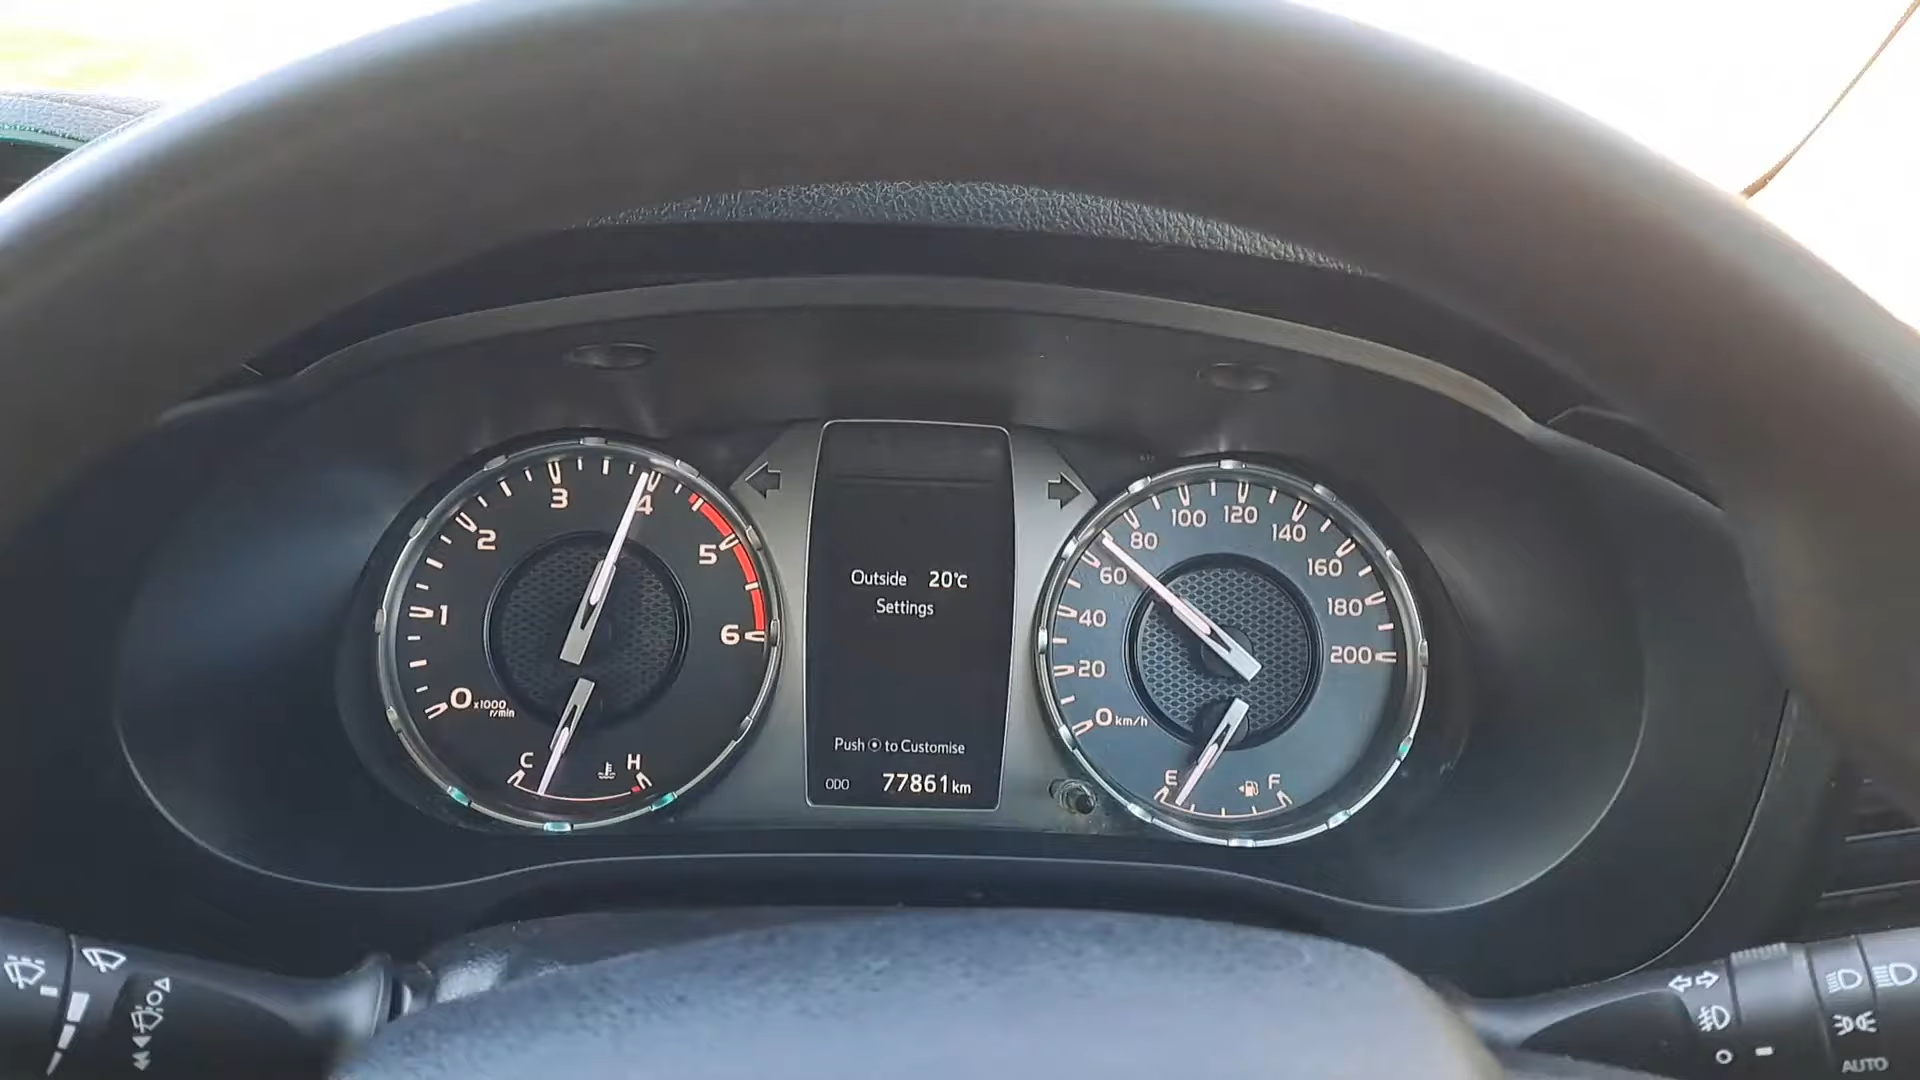 0
1
2
3
4
5
6
x1000
r/min
C
H
Outside 20°C
Settings
Push to Customise
ODO 77861 km
0 km/h
20
40
60
80
100
120
140
160
180
200
E
F
AUTO